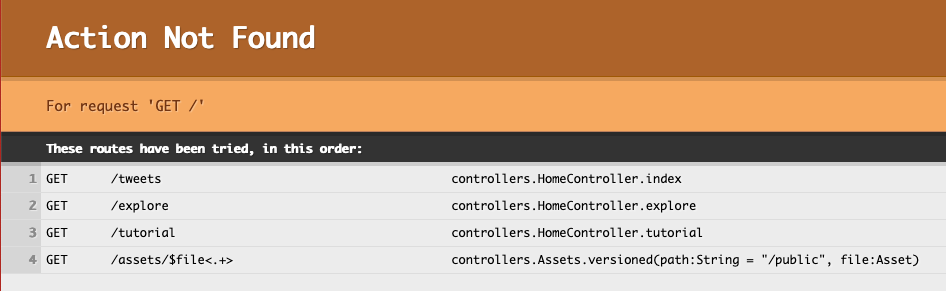 Action Not Found
For request 'GET /'
These routes have been tried, in this order:
1 GET /tweets controllers.HomeController.index
2 GET /explore controllers.HomeController.explore
3 GET /tutorial controllers.HomeController.tutorial
4 GET /assets/$file<.+> controllers.Assets.versioned(path:String = "/public", file:Asset)